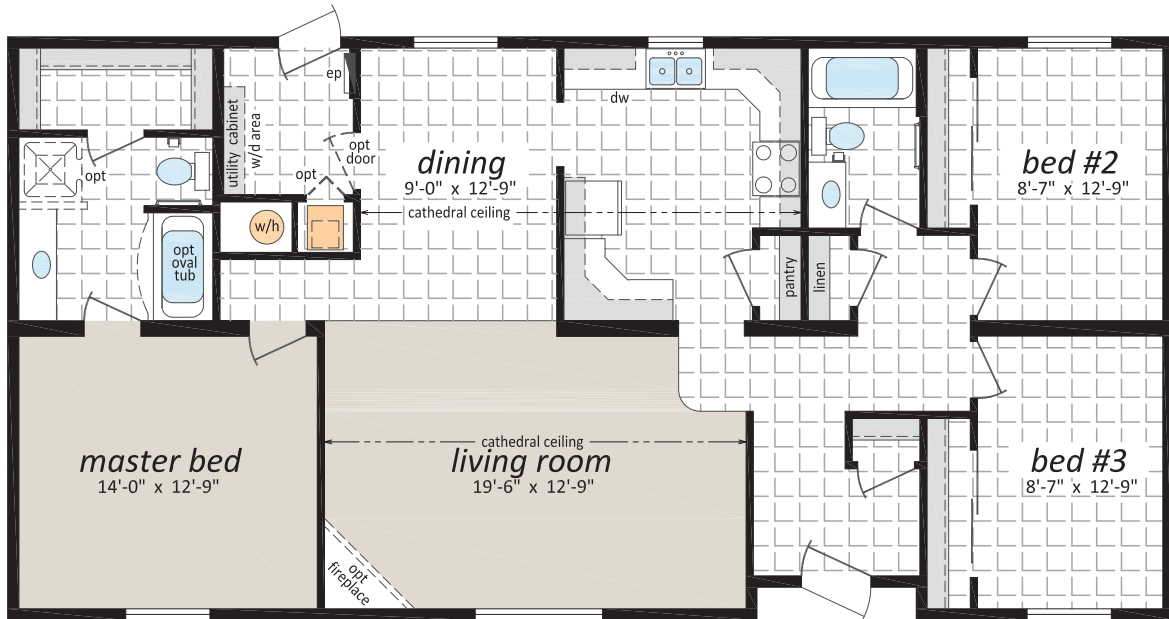 ep
utility cabinet
w/d area
opt
door
opt
opt
w/h
opt
oval
tub
dining
9'-0" x 12'-9"
cathedral ceiling
dw
pantry
linen
bed #2
8'-7" x 12'-9"
master bed
14'-0" x 12'-9"
cathedral ceiling
living room
19'-6" x 12'-9"
opt
fireplace
bed #3
8'-7" x 12'-9"